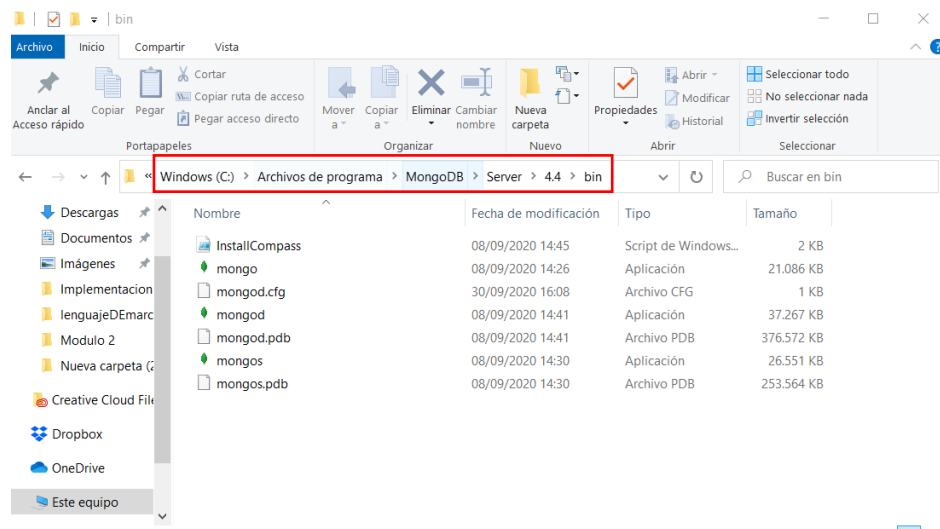 bin
Archivo Inicio Compartir Vista
Anclar al Acceso rápido
Copiar
Pegar
Cortar
Copiar ruta de acceso
Pegar acceso directo
Portapapeles
Mover a
Copiar a
Eliminar
Cambiar nombre
Organizar
Nueva carpeta
Nuevo
Propiedades
Abrir
Modificar
Historial
Abrir
Seleccionar todo
No seleccionar nada
Invertir selección
Seleccionar
« Windows (C:) > Archivos de programa > MongoDB > Server > 4.4 > bin
Buscar en bin
Descargas
Documentos
Imágenes
Implementacion
lenguajeDEmarc
Modulo 2
Nueva carpeta (2
Creative Cloud File
Dropbox
OneDrive
Este equipo
Nombre Fecha de modificación Tipo Tamaño
InstallCompass 08/09/2020 14:45 Script de Windows... 2 KB
mongo 08/09/2020 14:26 Aplicación 21.086 KB
mongod.cfg 30/09/2020 16:08 Archivo CFG 1 KB
mongod 08/09/2020 14:41 Aplicación 37.267 KB
mongod.pdb 08/09/2020 14:41 Archivo PDB 376.572 KB
mongos 08/09/2020 14:30 Aplicación 26.551 KB
mongos.pdb 08/09/2020 14:30 Archivo PDB 253.564 KB